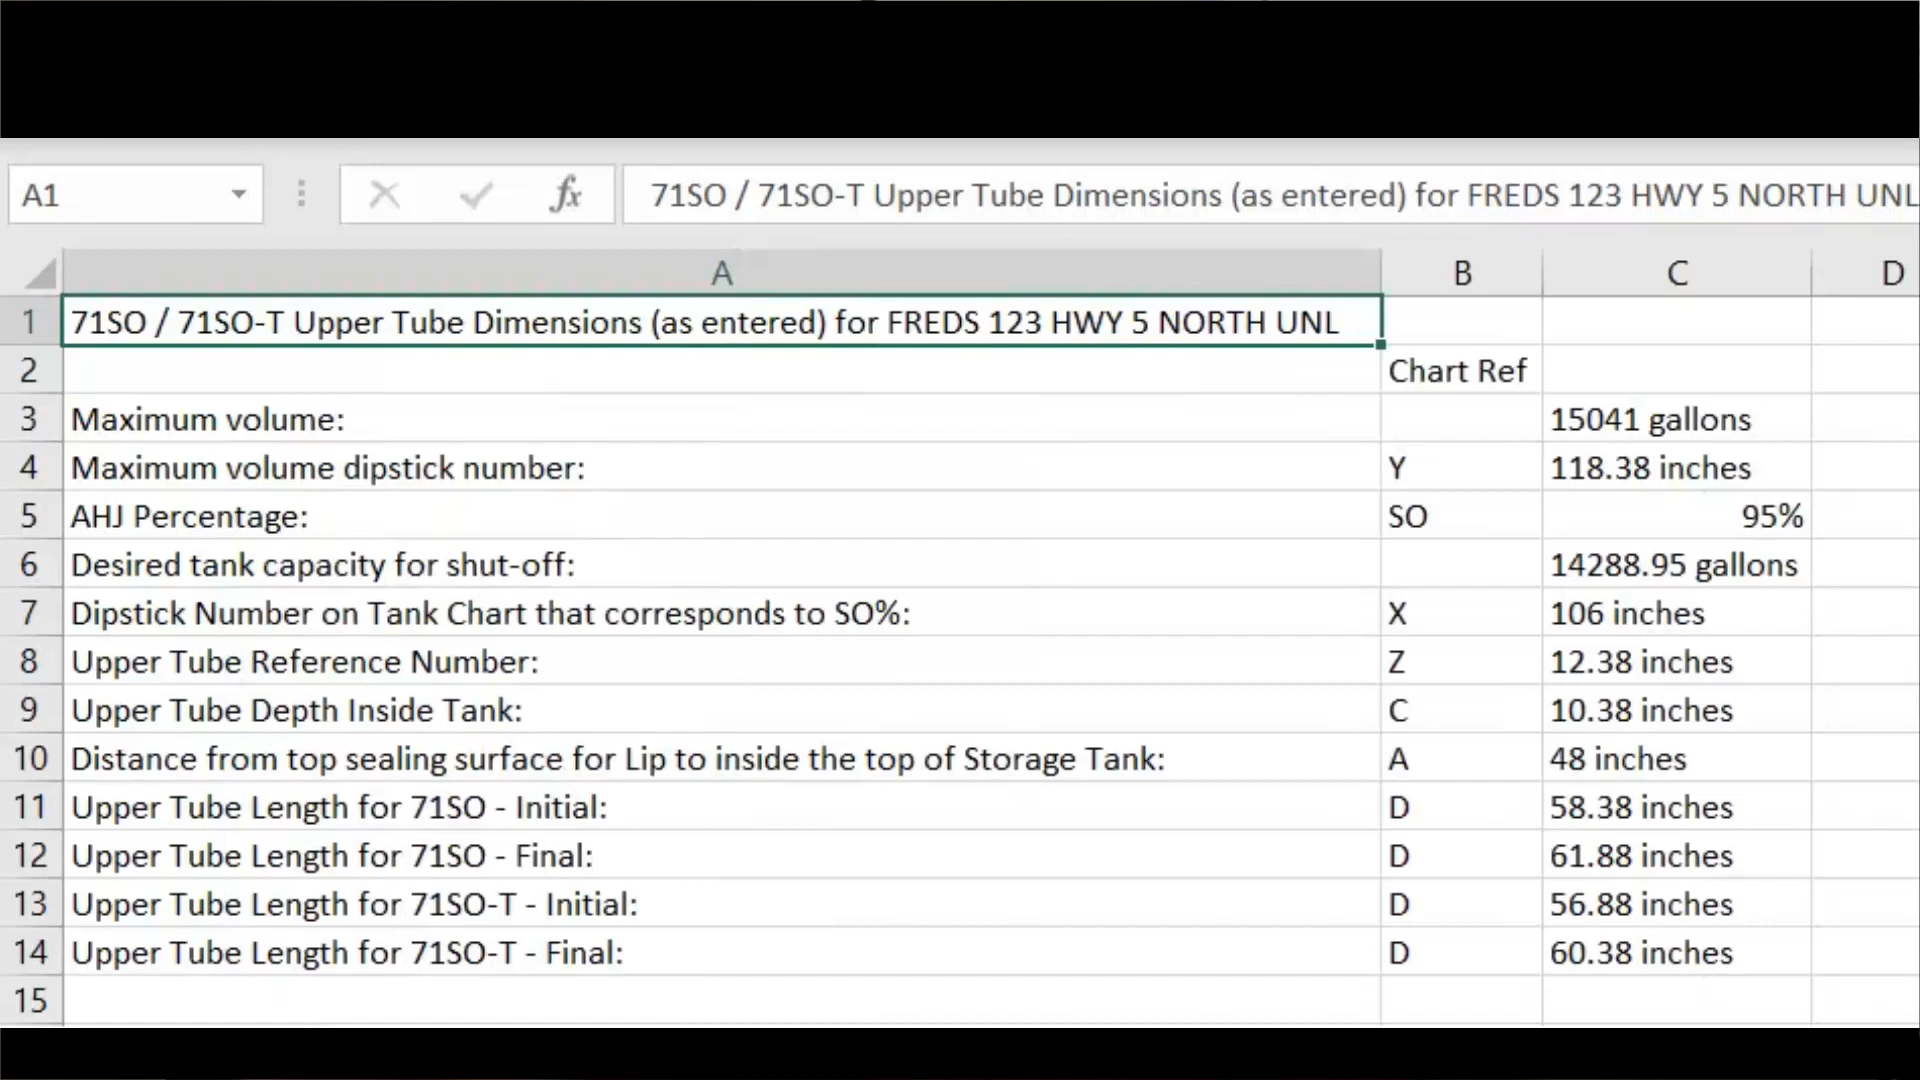 A1 fx 71SO / 71SO-T Upper Tube Dimensions (as entered) for FREDS 123 HWY 5 NORTH UNL
A B C D
1 71SO / 71SO-T Upper Tube Dimensions (as entered) for FREDS 123 HWY 5 NORTH UNL
2 Chart Ref
3 Maximum volume: 15041 gallons
4 Maximum volume dipstick number: Y 118.38 inches
5 AHJ Percentage: SO 95%
6 Desired tank capacity for shut-off: 14288.95 gallons
7 Dipstick Number on Tank Chart that corresponds to SO%: X 106 inches
8 Upper Tube Reference Number: Z 12.38 inches
9 Upper Tube Depth Inside Tank: C 10.38 inches
10 Distance from top sealing surface for Lip to inside the top of Storage Tank: A 48 inches
11 Upper Tube Length for 71SO - Initial: D 58.38 inches
12 Upper Tube Length for 71SO - Final: D 61.88 inches
13 Upper Tube Length for 71SO-T - Initial: D 56.88 inches
14 Upper Tube Length for 71SO-T - Final: D 60.38 inches
15